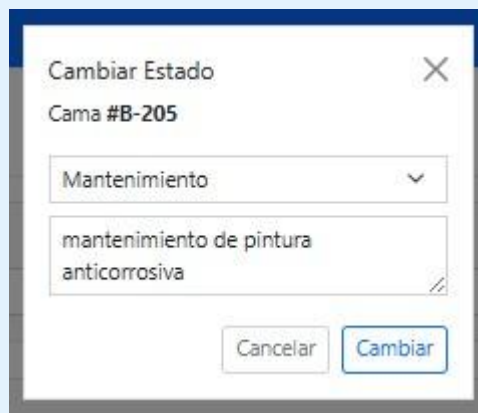 Cambiar Estado
Cama #B-205
Mantenimiento
mantenimiento de pintura
anticorrosiva
Cancelar
Cambiar